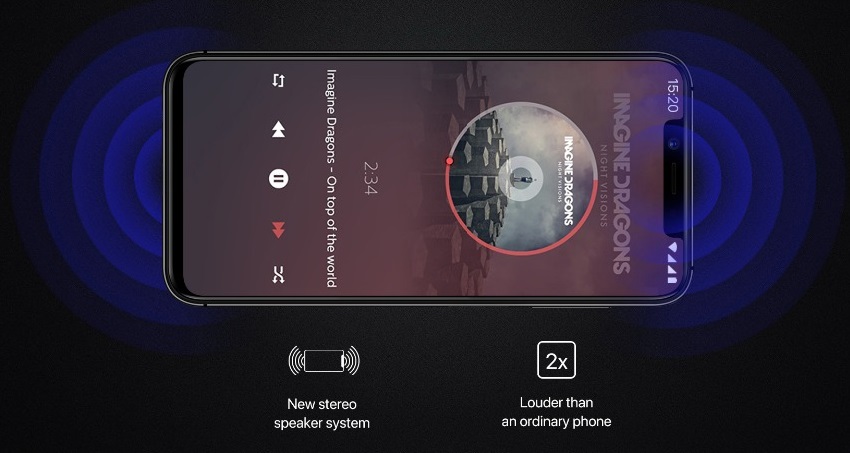 15:20
IMAGINE DRAGONS
NIGHT VISIONS
IMAGINE DRAGONS
NIGHT VISIONS
2:34
Imagine Dragons - On top of the world
New stereo
speaker system
2x
Louder than
an ordinary phone